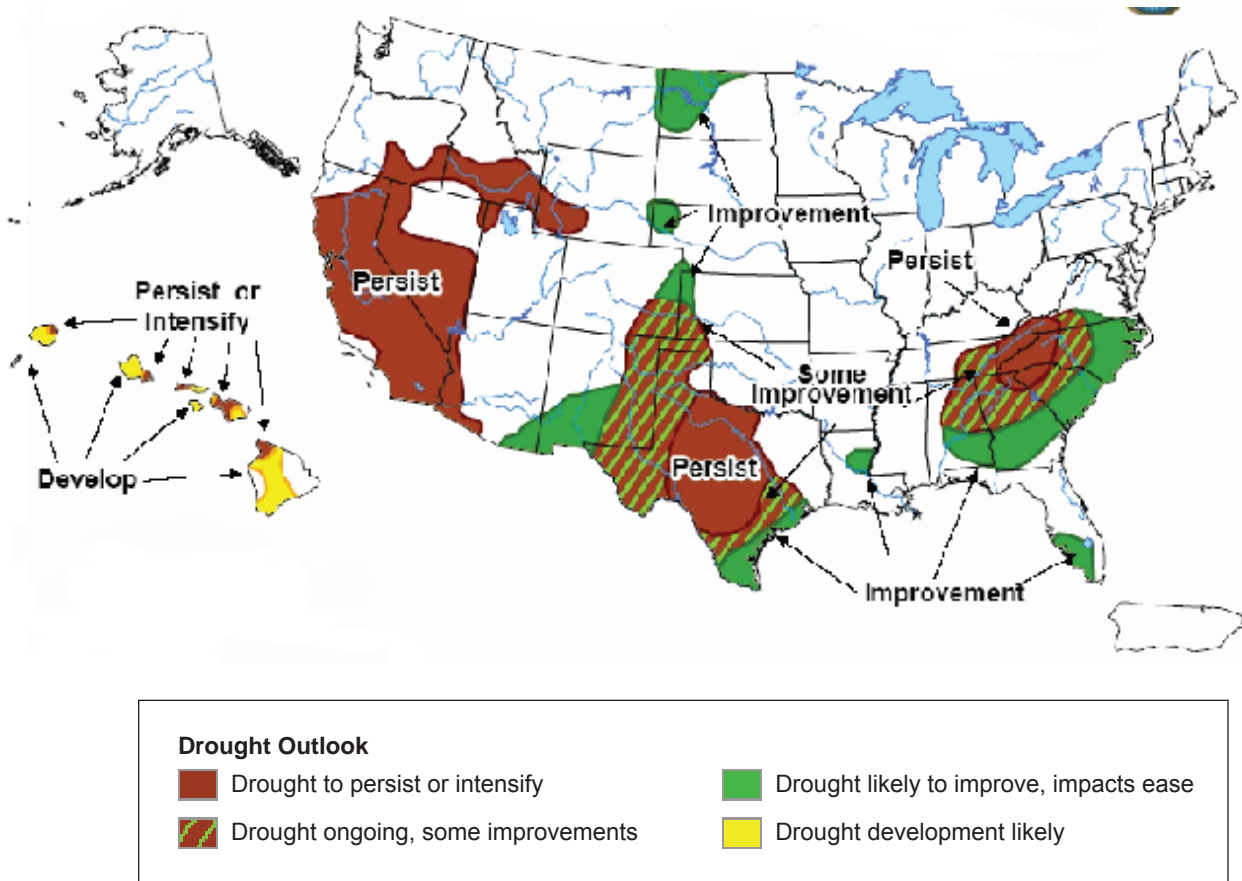 Improvement
Persist
Persist
Persist or
Intensify
Some
Improvement
Persist
Develop
Improvement
Drought Outlook
Drought to persist or intensify
Drought likely to improve, impacts ease
Drought ongoing, some improvements
Drought development likely